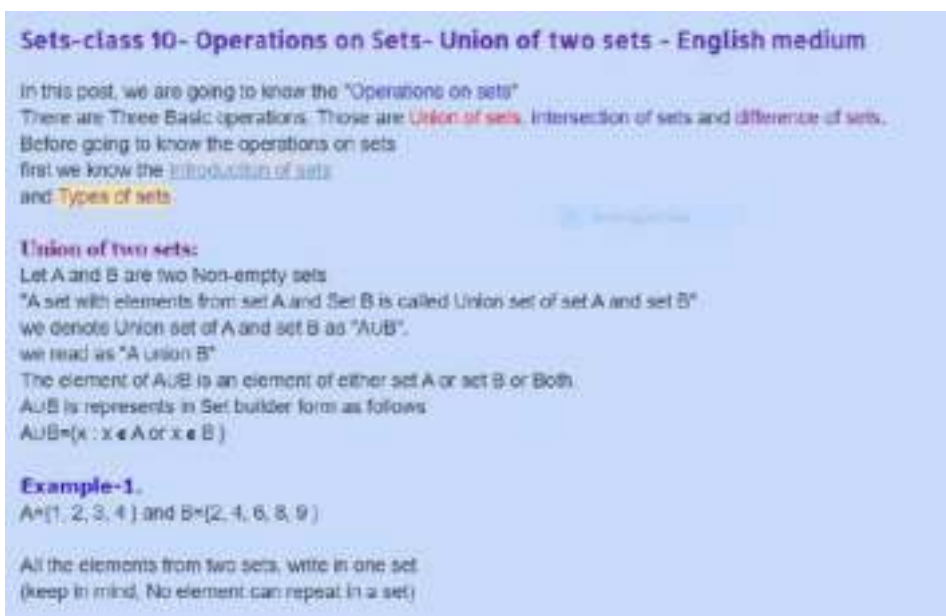 Sets-class 10- Operations on Sets- Union of two sets - English medium
In this post, we are going to know the "Operations on sets"
There are Three Basic operations. Those are Union of sets, Intersection of sets and difference of sets.
Before going to know the operations on sets
first we know the Introduction of sets
and Types of sets
Union of two sets:
Let A and B are two Non-empty sets
"A set with elements from set A and Set B is called Union set of set A and set B"
we denote Union set of A and set B as "A∪B".
we read as "A union B"
The element of A∪B is an element of either set A or set B or Both
A∪B is represents in Set builder form as follows
A∪B={x : x ϵ A or x ϵ B }
Example-1.
A={1, 2, 3, 4 } and B={2, 4, 6, 8, 9 }
All the elements from two sets, write in one set
(keep in mind, No element can repeat in a set)